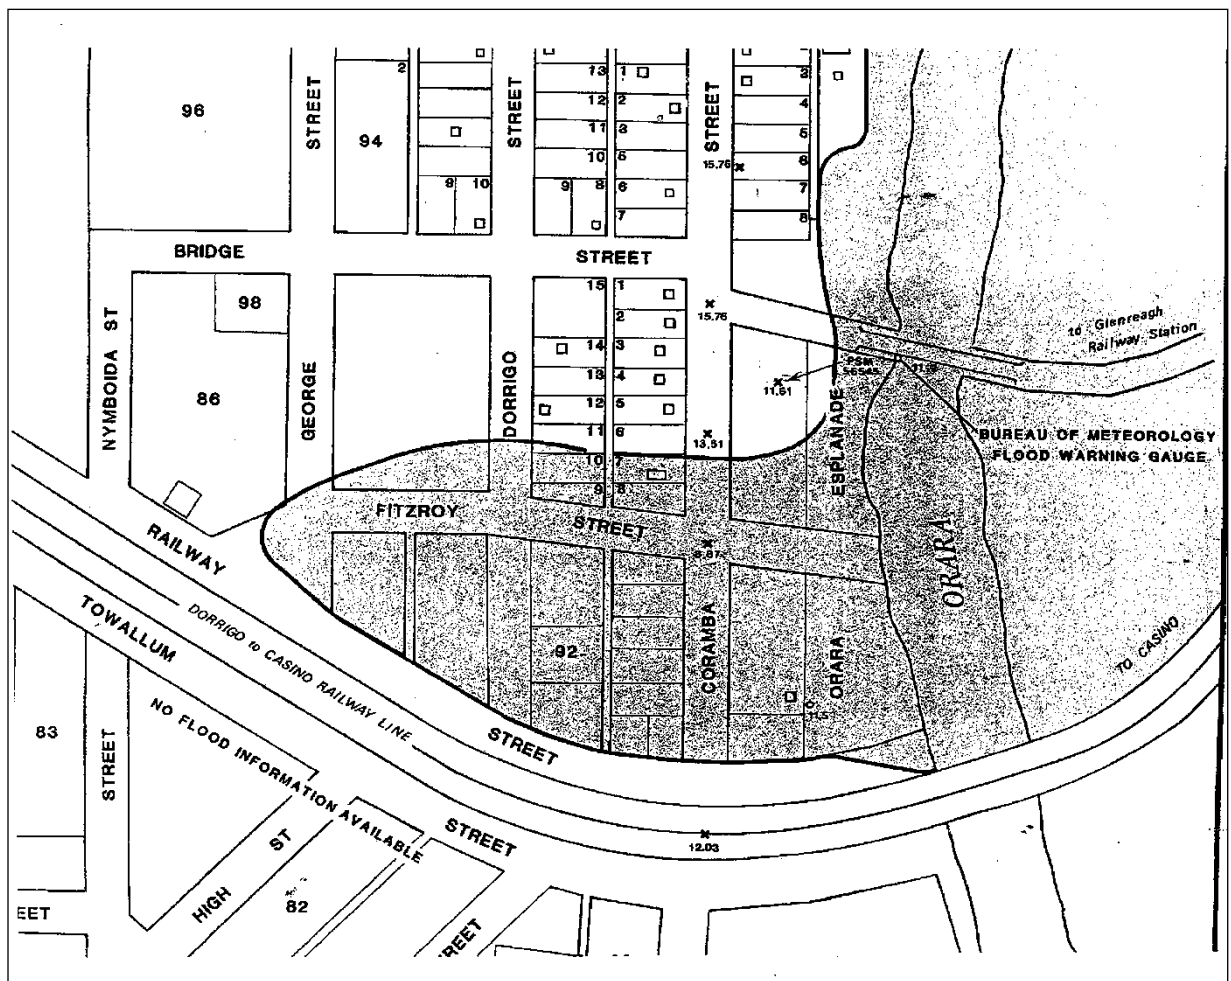 96
STREET
2
94
9 10
STREET
13
12
11
10
9 8
1
2
3
5
6
7
STREET
15.76
3
4
5
6
7
8
BRIDGE
STREET
98
NYMBOIDA ST
86
GEORGE
DORRIGO
15
14
13
12
11
10
9
1
2
3
4
5
6
7
8
15.76
11.61
13.61
PSM
ESPLANADE
to Glenreagh
Railway Station
BUREAU OF METEOROLOGY
FLOOD WARNING GAUGE
ORARA
FITZROY
STREET
RAILWAY
STREET
TOWALLUM
STREET
DORRIGO to CASINO RAILWAY LINE
NO FLOOD INFORMATION AVAILABLE
92
CORAMBA
ORARA
TO CASINO
83
STREET
12.03
HIGH ST
82
EET
REET